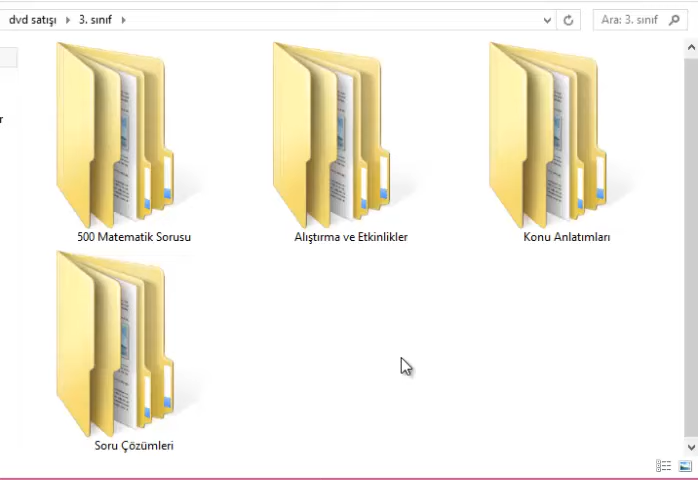 dvd satışı 3. sınıf
Ara: 3. sınıf
500 Matematik Sorusu
Alıştırma ve Etkinlikler
Konu Anlatımları
Soru Çözümleri